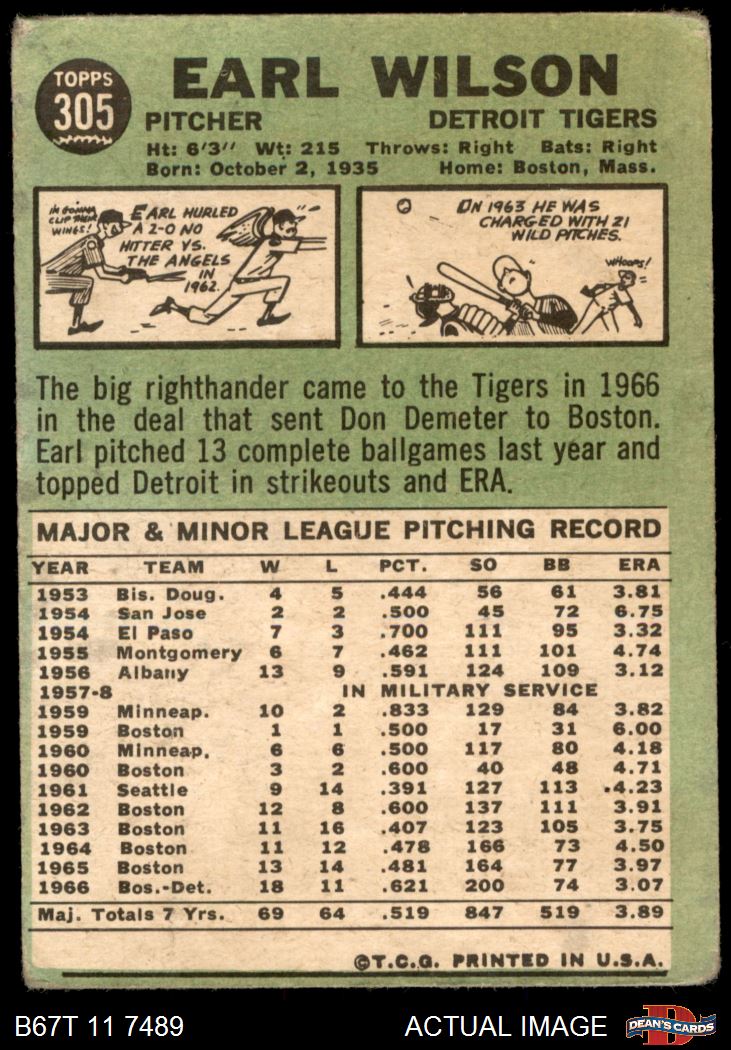 TOPPS
305
EARL WILSON
PITCHER DETROIT TIGERS
Ht: 6'3" Wt: 215 Throws: Right Bats: Right
Born: October 2, 1935 Home: Boston, Mass.
I'M GONNA
CLIP THEM
WINGS!
EARL HURLED
A 2-0 NO
HITTER VS.
THE ANGELS
IN
1962.
IN 1963 HE WAS
CHARGED WITH 21
WILD PITCHES.
WHOOPS!
The big righthander came to the Tigers in 1966
in the deal that sent Don Demeter to Boston.
Earl pitched 13 complete ballgames last year and
topped Detroit in strikeouts and ERA.
MAJOR & MINOR LEAGUE PITCHING RECORD
YEAR TEAM W L PCT. SO BB ERA
1953 Bis. Doug. 4 5 .444 56 61 3.81
1954 San Jose 2 2 .500 45 72 6.75
1954 El Paso 7 3 .700 111 95 3.32
1955 Montgomery 6 7 .462 111 101 4.74
1956 Albany 13 9 .591 124 109 3.12
1957-8 IN MILITARY SERVICE
1959 Minneap. 10 2 .833 129 84 3.82
1959 Boston 1 1 .500 17 31 6.00
1960 Minneap. 6 6 .500 117 80 4.18
1960 Boston 3 2 .600 40 48 4.71
1961 Seattle 9 14 .391 127 113 4.23
1962 Boston 12 8 .600 137 111 3.91
1963 Boston 11 16 .407 123 105 3.75
1964 Boston 11 12 .478 166 73 4.50
1965 Boston 13 14 .481 164 77 3.97
1966 Bos.-Det. 18 11 .621 200 74 3.07
Maj. Totals 7 Yrs. 69 64 .519 847 519 3.89
©T.C.G. PRINTED IN U.S.A.
B67T 11 7489 ACTUAL IMAGE
D
DEAN'S CARDS